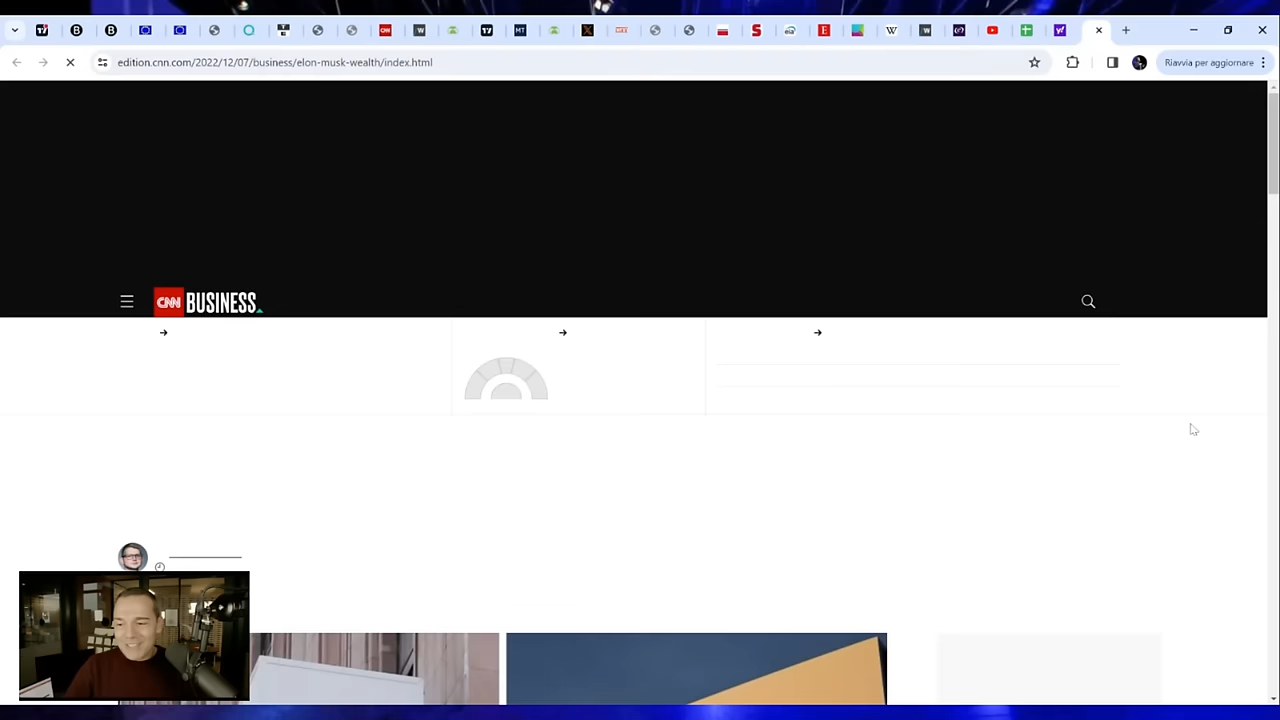 edition.cnn.com/2022/12/07/business/elon-musk-wealth/index.html
Riavvia per aggiornare
CNN BUSINESS